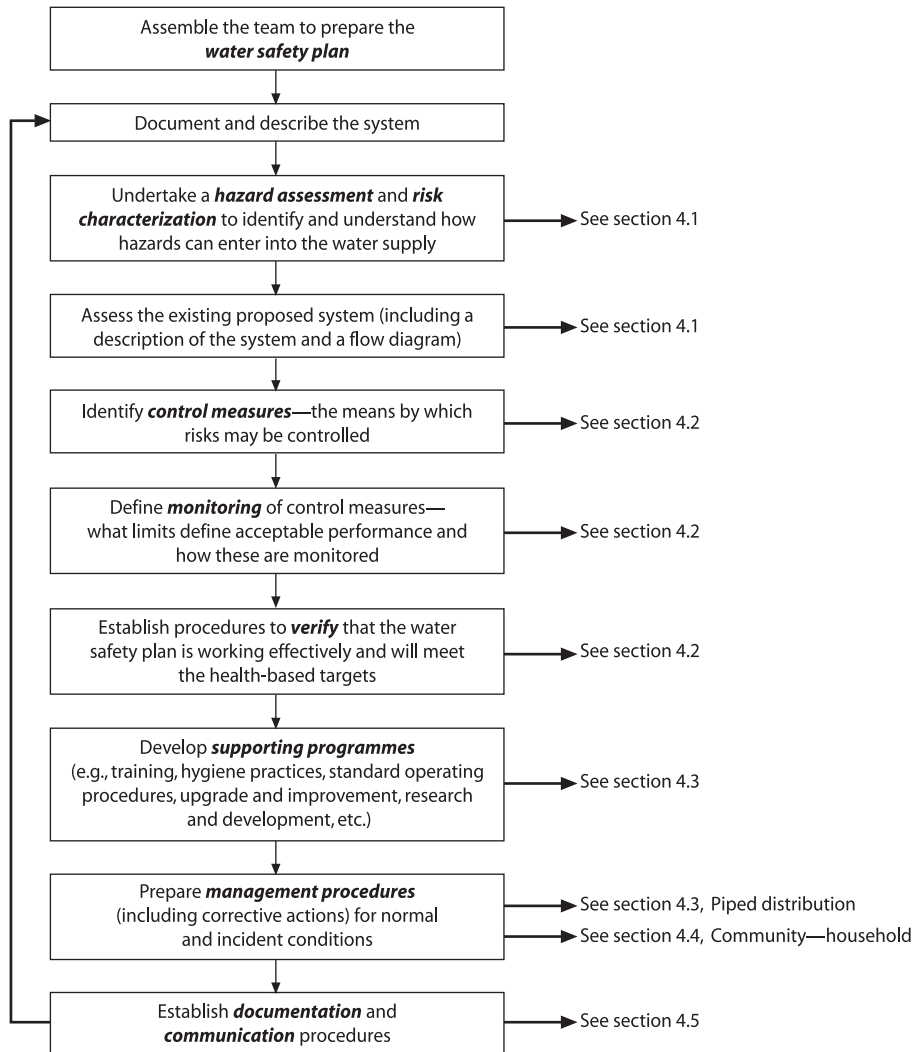 Assemble the team to prepare the
water safety plan
Document and describe the system
Undertake a hazard assessment and risk
characterization to identify and understand how
hazards can enter into the water supply
See section 4.1
Assess the existing proposed system (including a
description of the system and a flow diagram)
See section 4.1
Identify control measures—the means by which
risks may be controlled
See section 4.2
Define monitoring of control measures—
what limits define acceptable performance and
how these are monitored
See section 4.2
Establish procedures to verify that the water
safety plan is working effectively and will meet
the health-based targets
See section 4.2
Develop supporting programmes
(e.g., training, hygiene practices, standard operating
procedures, upgrade and improvement, research
and development, etc.)
See section 4.3
Prepare management procedures
(including corrective actions) for normal
and incident conditions
See section 4.3, Piped distribution
See section 4.4, Community—household
Establish documentation and
communication procedures
See section 4.5